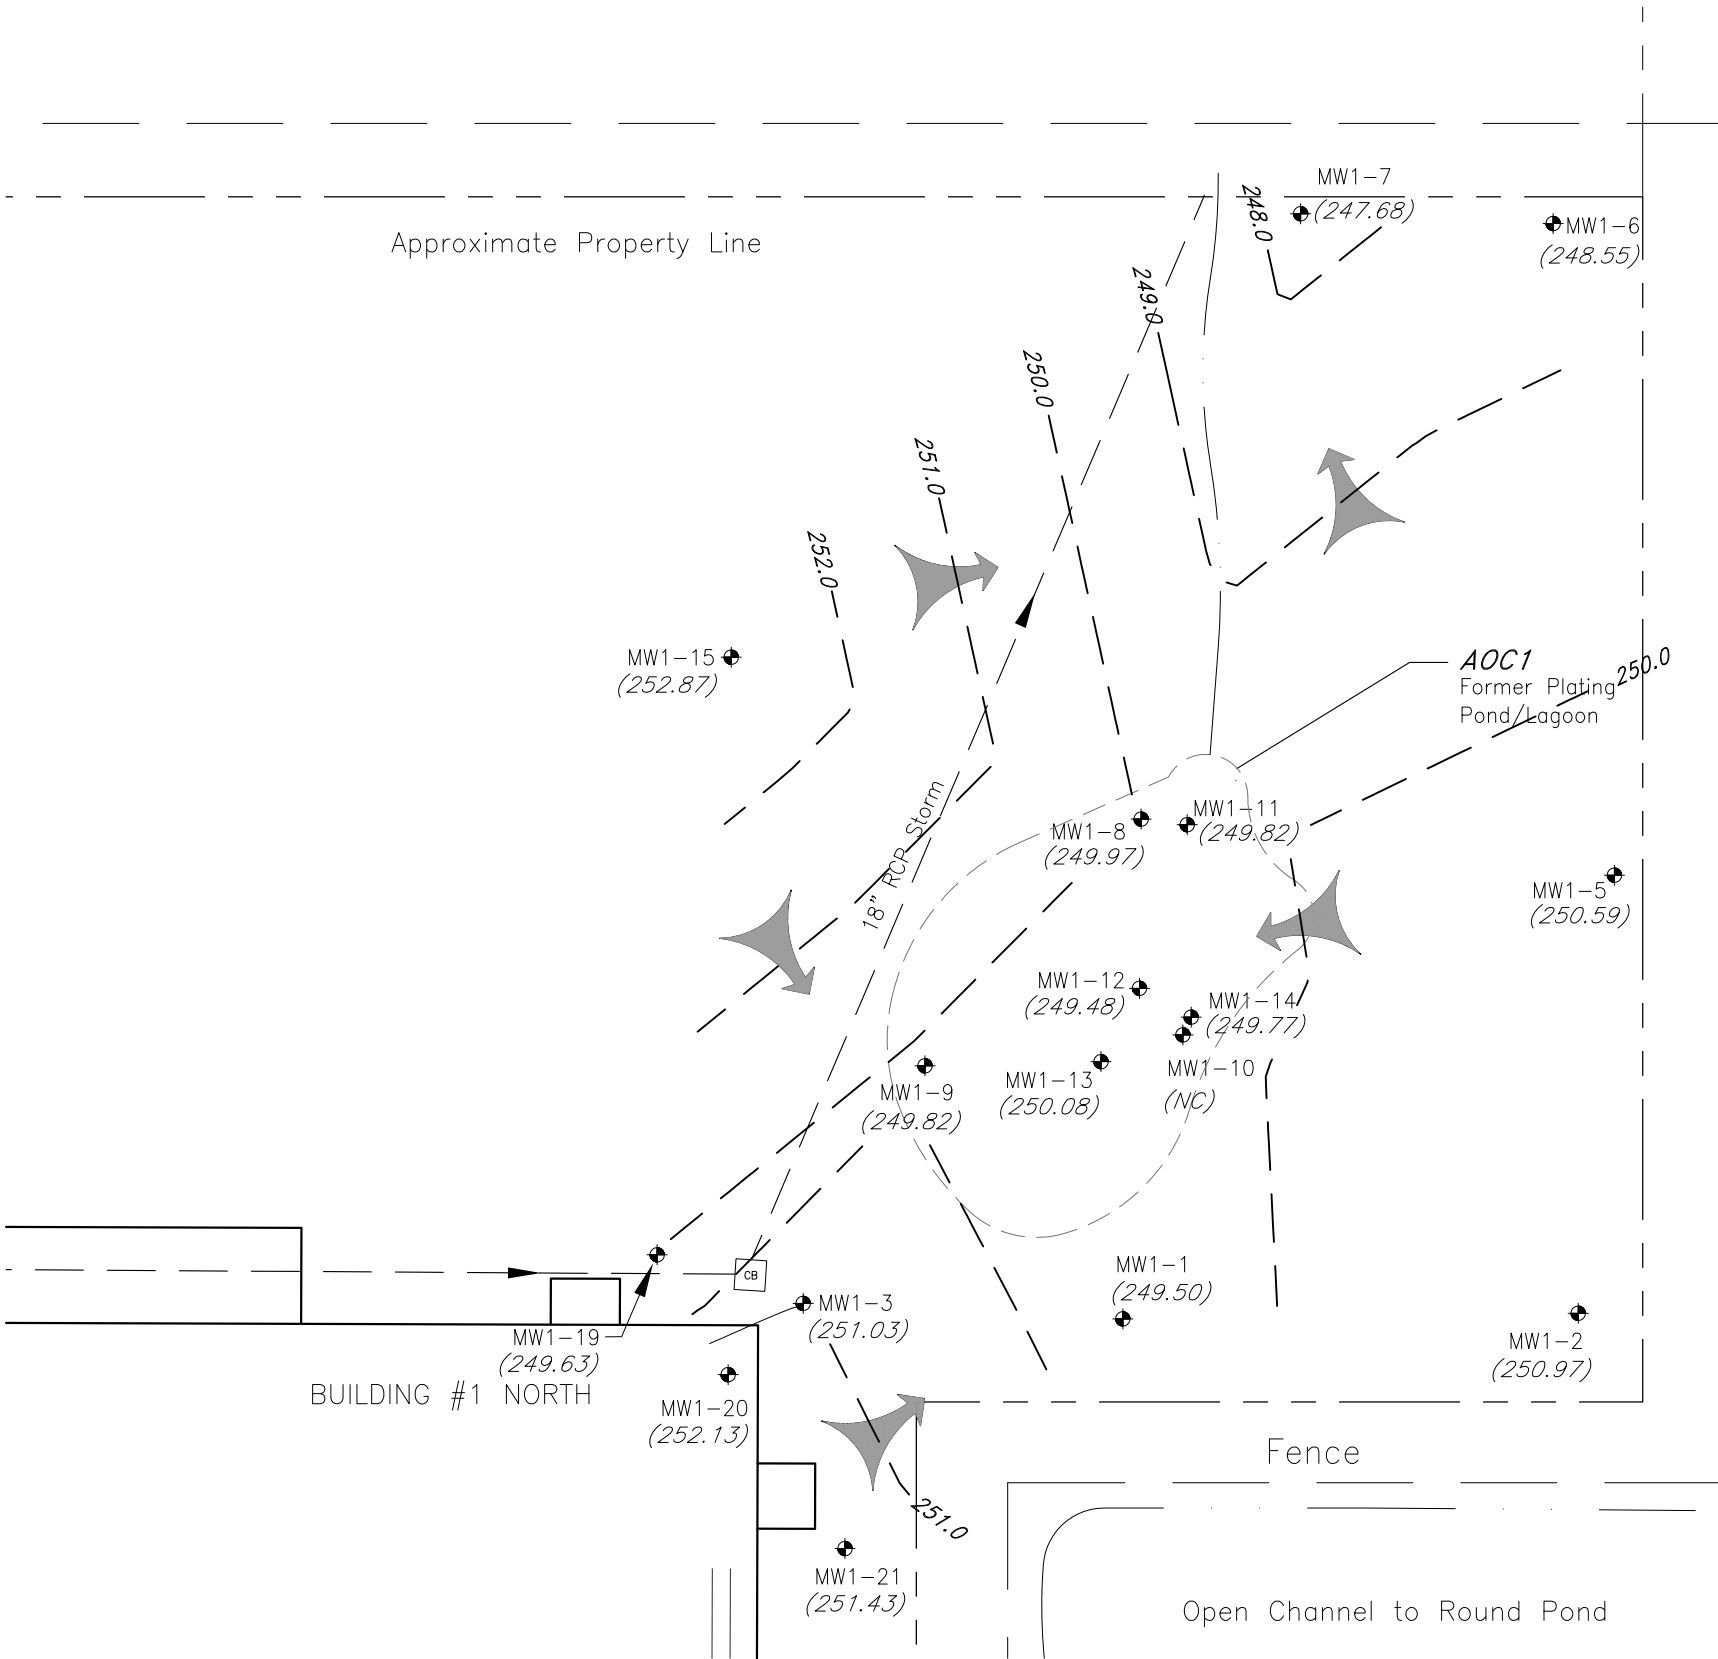 MW1-7
(247.68)
248.0
MW1-6
(248.55)
Approximate Property Line
249.0
250.0
251.0
252.0
MW1-15
(252.87)
AOC1
Former Plating
Pond/Lagoon
250.0
18" RCP Storm
MW1-11
(249.82)
MW1-8
(249.97)
MW1-5
(250.59)
MW1-12
(249.48)
MW1-14
(249.77)
MW1-10
(NC)
MW1-13
(250.08)
MW1-9
(249.82)
CB
MW1-1
(249.50)
MW1-3
(251.03)
MW1-19
(249.63)
MW1-2
(250.97)
BUILDING #1 NORTH
MW1-20
(252.13)
Fence
251.0
MW1-21
(251.43)
Open Channel to Round Pond